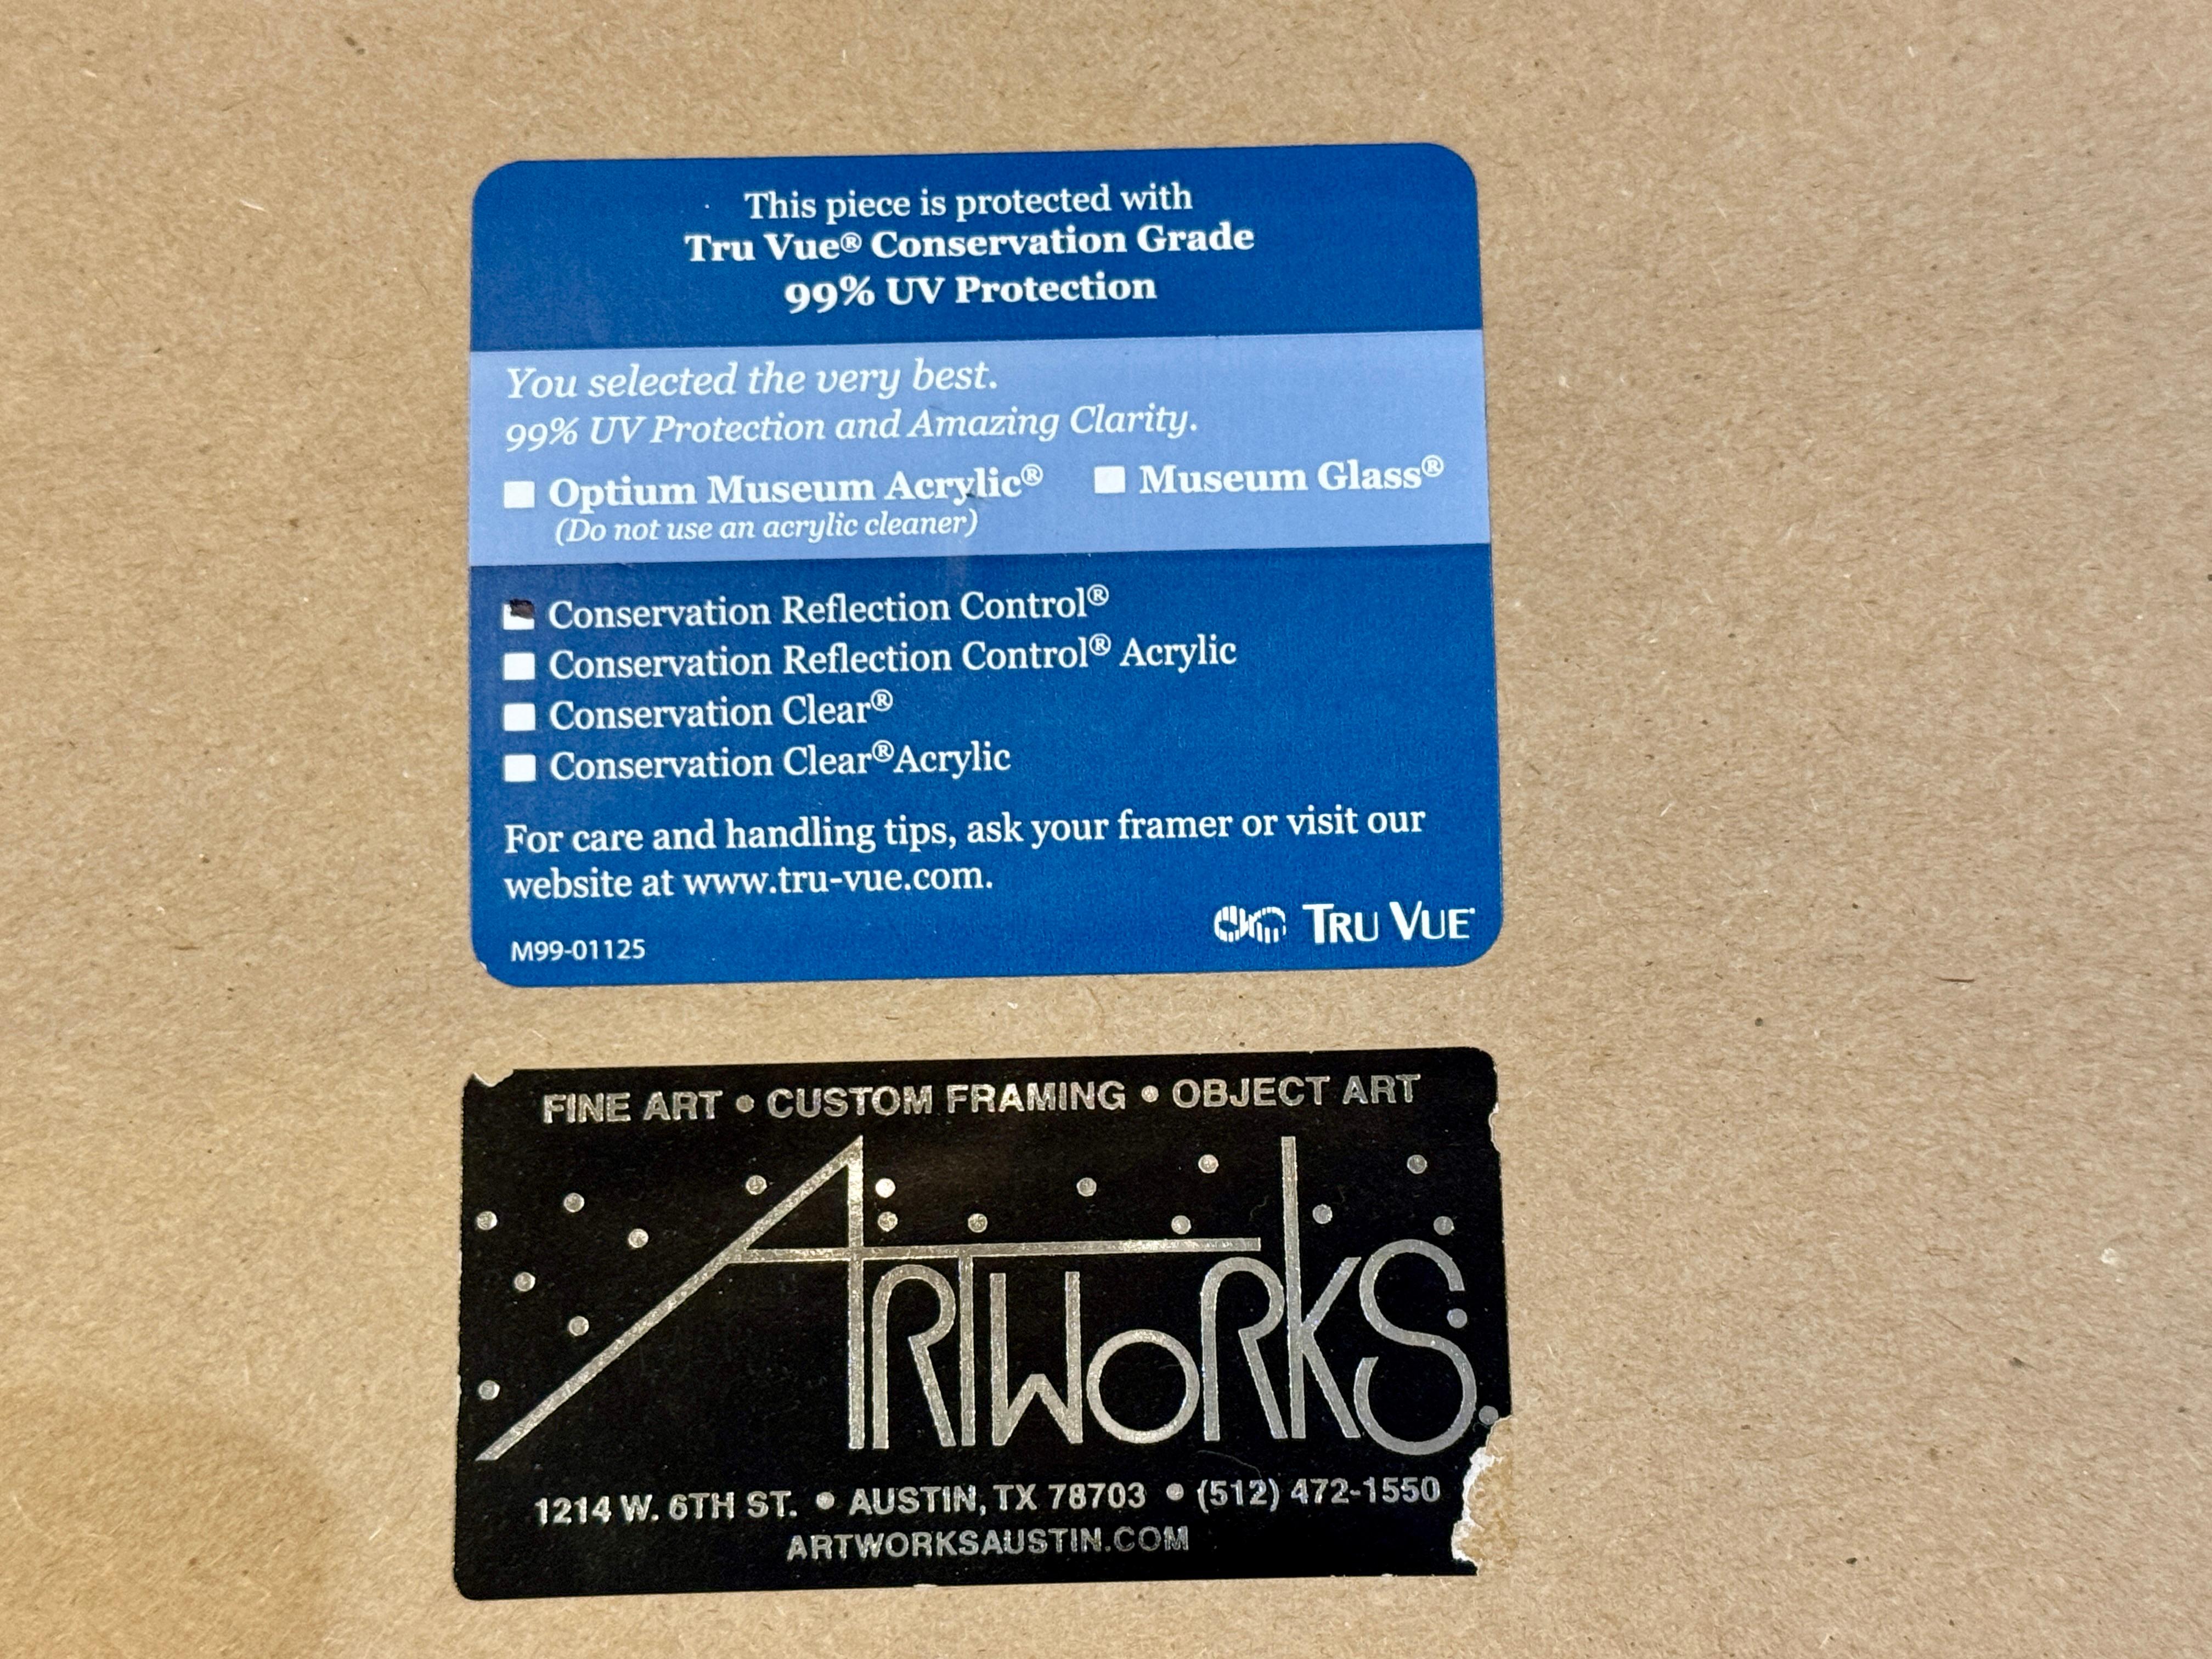 This piece is protected with
Tru Vue® Conservation Grade
99% UV Protection
You selected the very best.
99% UV Protection and Amazing Clarity.
Optium Museum Acrylic® Museum Glass®
(Do not use an acrylic cleaner)
Conservation Reflection Control®
Conservation Reflection Control® Acrylic
Conservation Clear®
Conservation Clear®Acrylic
For care and handling tips, ask your framer or visit our
website at www.tru-vue.com.
TRU VUE
M99-01125
FINE ART • CUSTOM FRAMING • OBJECT ART
ARTWORKS
1214 W. 6TH ST. • AUSTIN, TX 78703 • (512) 472-1550
ARTWORKSAUSTIN.COM